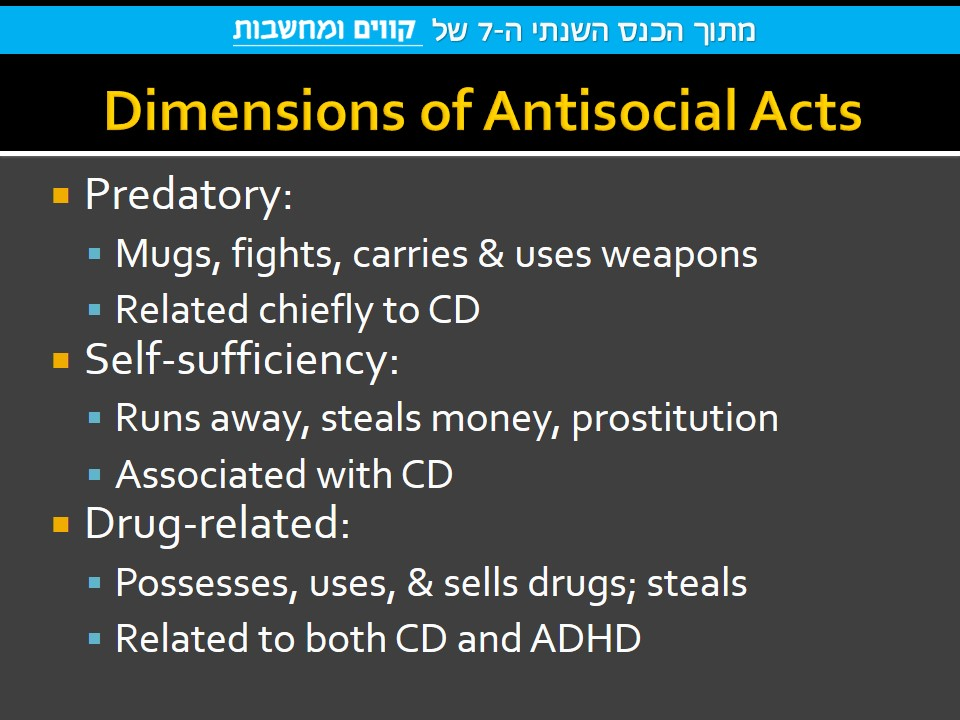 מתוך הכנס השנתי ה-7 של קווים ומחשבות
Dimensions of Antisocial Acts
Predatory:
Mugs, fights, carries & uses weapons
Related chiefly to CD
Self-sufficiency:
Runs away, steals money, prostitution
Associated with CD
Drug-related:
Possesses, uses, & sells drugs; steals
Related to both CD and ADHD